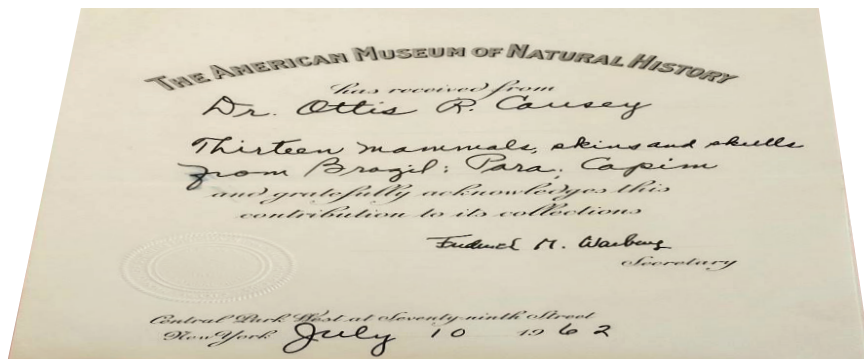 THE AMERICAN MUSEUM OF NATURAL HISTORY
has received from
Dr. Ottis R. Causey
Thirteen mammals, skins and skulls
from Brazil: Para: Capim
and gratefully acknowledges this
contribution to its collections
Frederick M. Warburg
Secretary
Central Park West at Seventy-ninth Street
New York July 10 1962